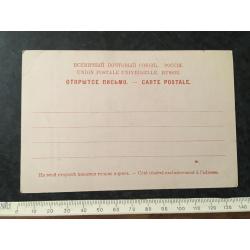 ВСЕМІРНЫЙ ПОЧТОВЫЙ СОЮЗЪ. РОССІЯ.
UNION POSTALE UNIVERSELLE. RUSSIE.
ОТКРЫТОЕ ПИСЬМО. — CARTE POSTALE.
На этой сторонѣ пишется только адресъ. — Côté réservé exclusivement à l'adresse.
0 10 20 30 40 50 60 70 80 90 100 110 120 130 140